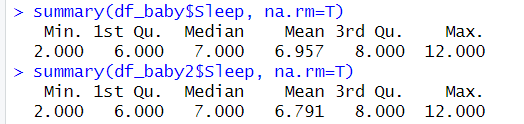 > summary(df_baby$Sleep, na.rm=T)
Min. 1st Qu. Median Mean 3rd Qu. Max.
2.000 6.000 7.000 6.957 8.000 12.000
> summary(df_baby2$Sleep, na.rm=T)
Min. 1st Qu. Median Mean 3rd Qu. Max.
2.000 6.000 7.000 6.791 8.000 12.000